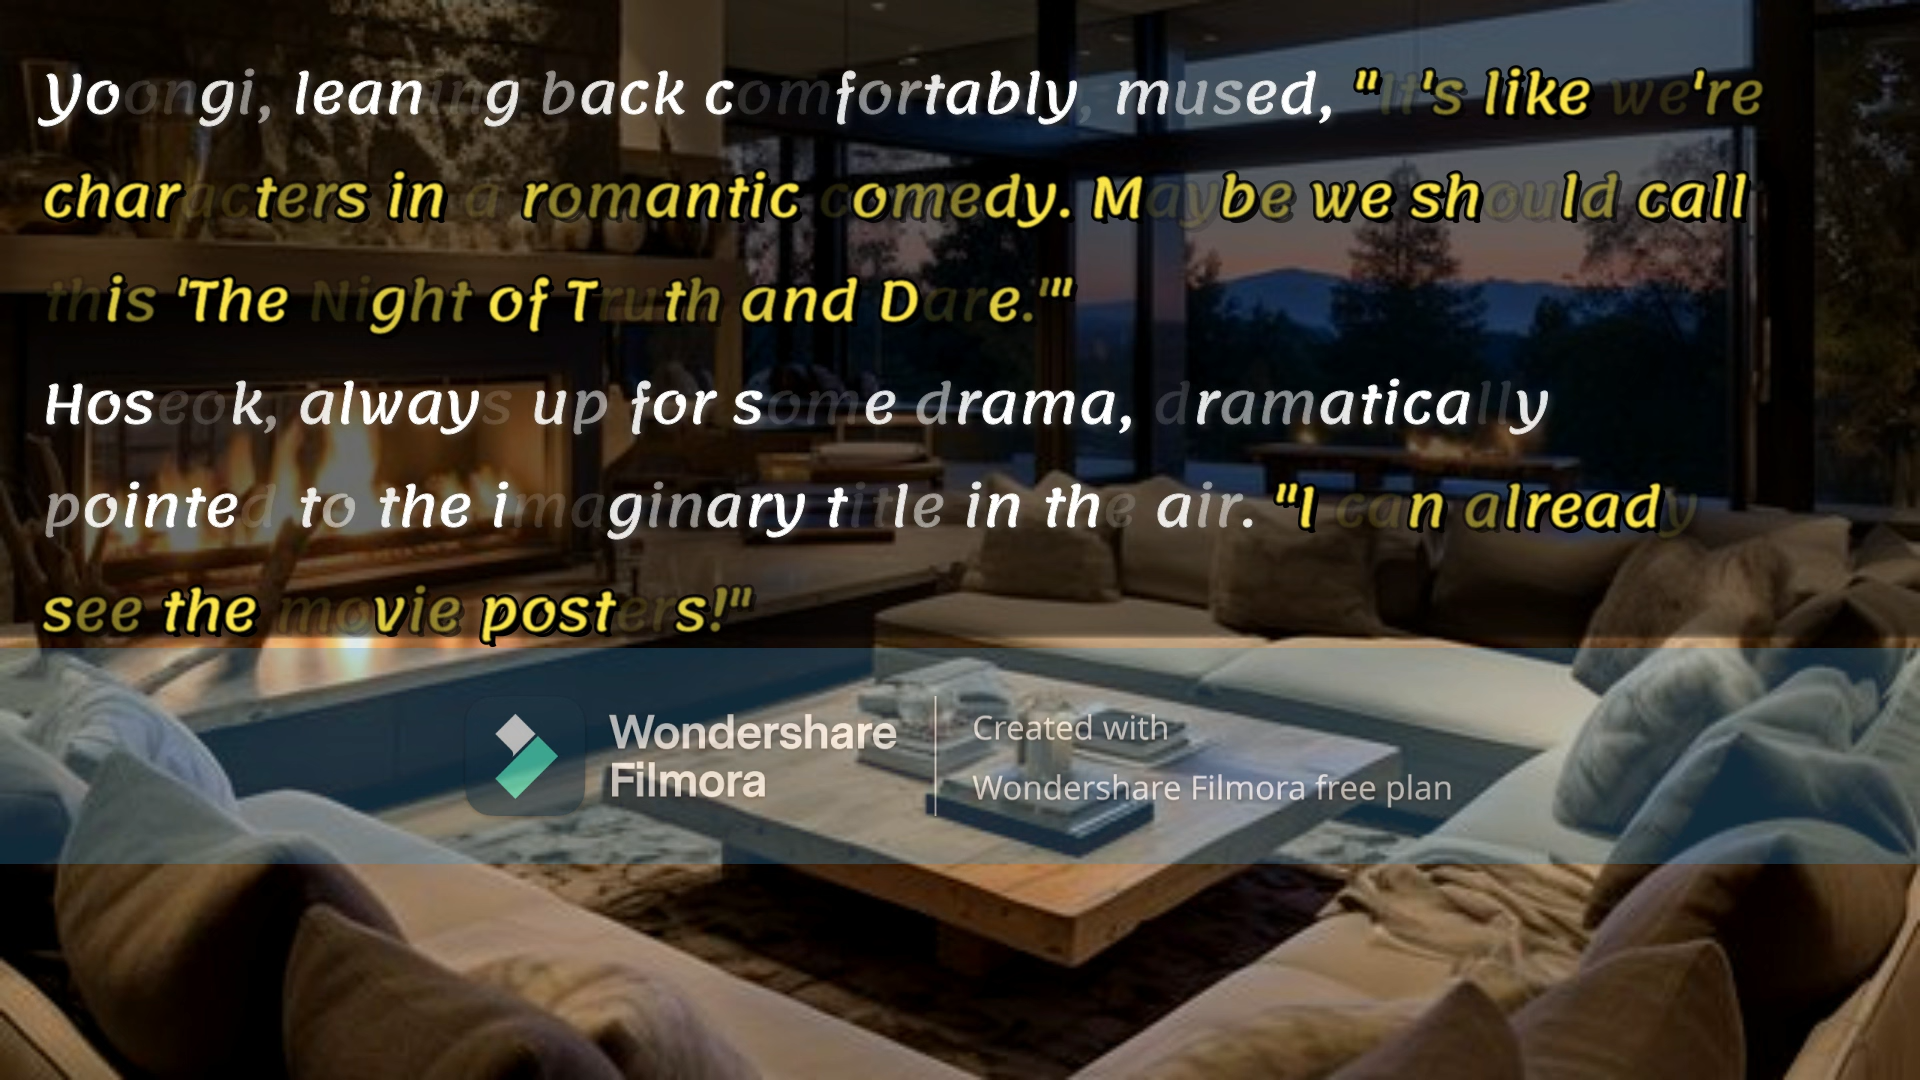 Yoongi, leaning back comfortably, mused, "It's like we're
characters in a romantic comedy. Maybe we should call
this 'The Night of Truth and Dare.'"
Hoseok, always up for some drama, dramatically
pointed to the imaginary title in the air. "I can already
see the movie posters!"
Wondershare
Filmora
Created with
Wondershare Filmora free plan